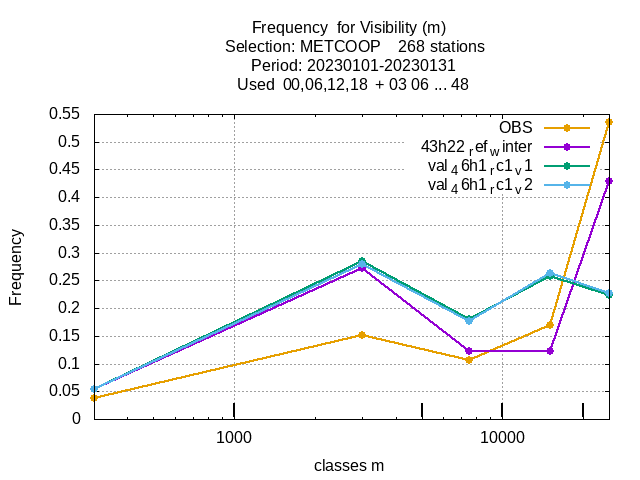 Frequency  for Visibility (m)
Selection: METCOOP    268 stations
Period: 20230101-20230131
Used  00,06,12,18  + 03 06 ... 48
0.55
0.5
0.45
0.4
0.35
0.3
0.25
0.2
0.15
0.1
0.05
0
Frequency
OBS
43h22_ref_winter
val_46h1_rc1_v1
val_46h1_rc1_v2
1000
10000
classes m